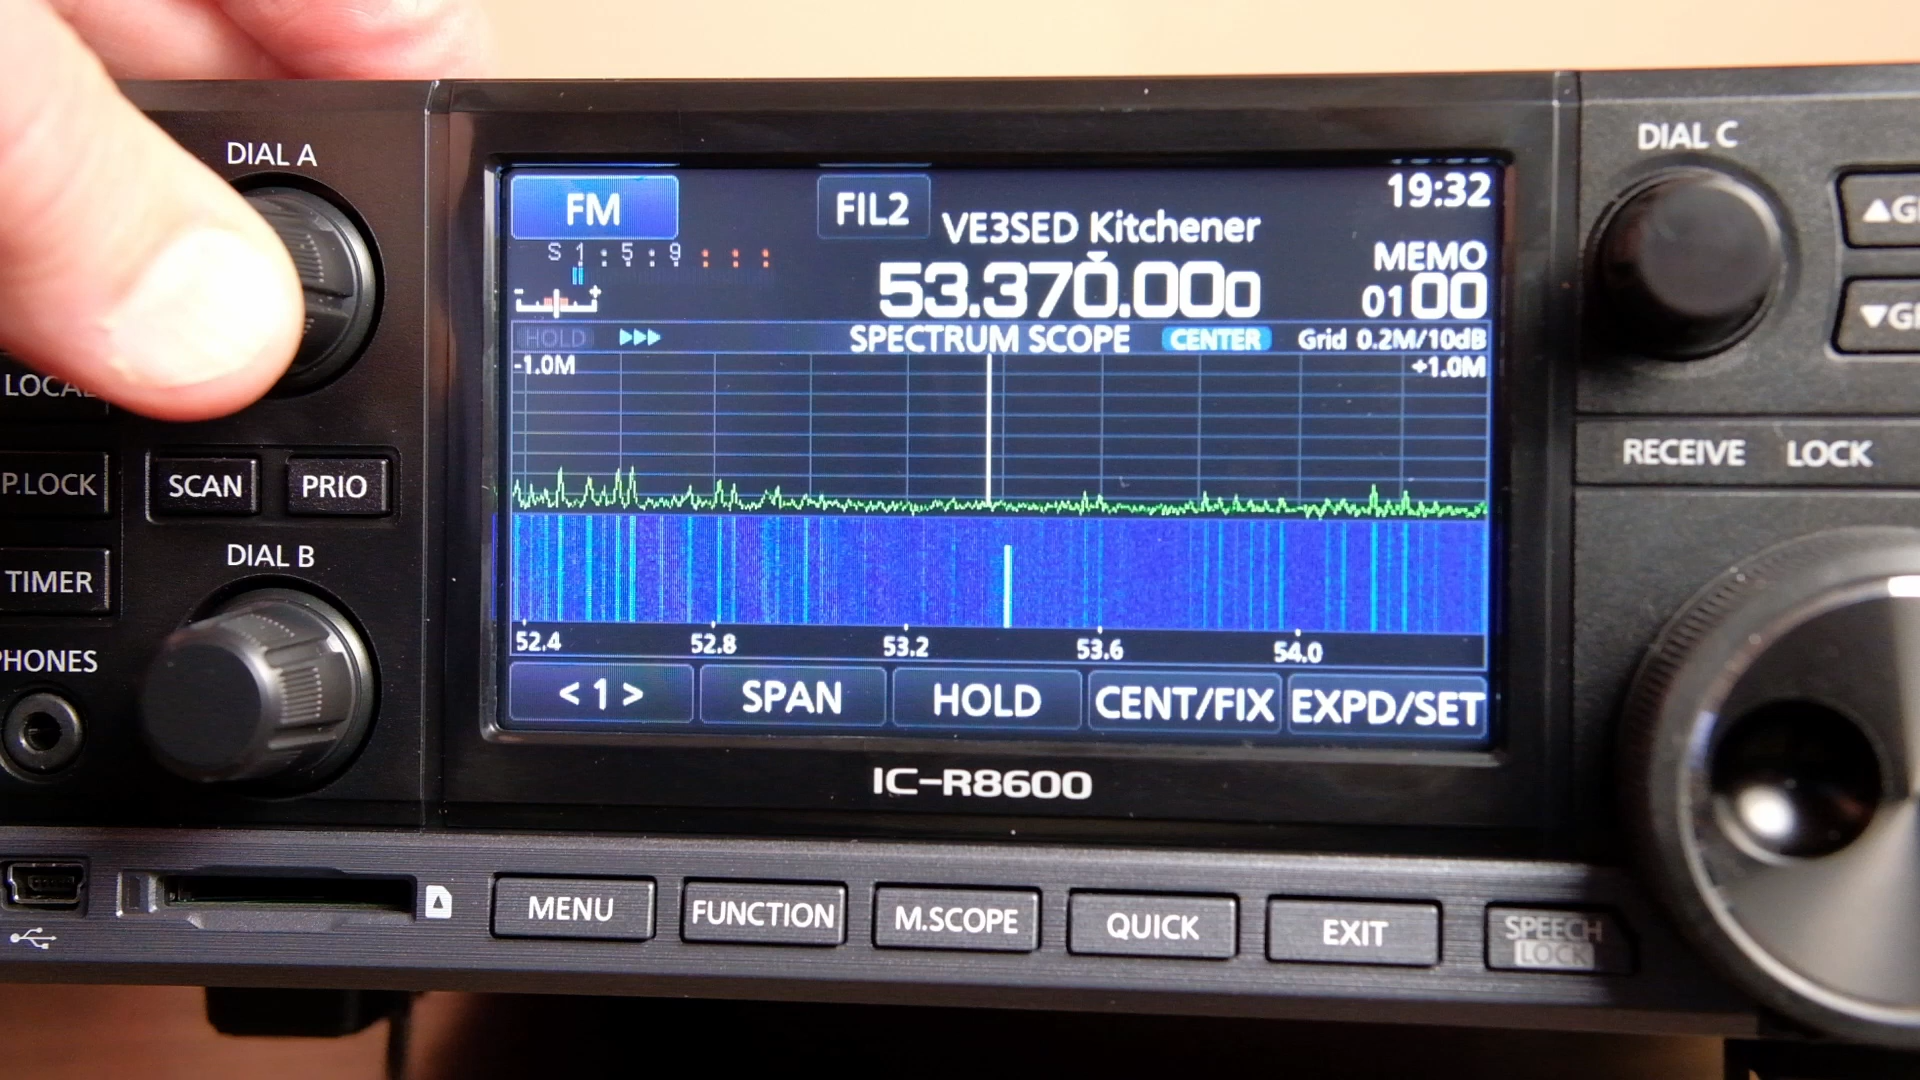 DIAL A
DIAL C
FM
FIL2
19:32
VE3SED Kitchener
S 1 : 5 : 9 : : :
MEMO
53.370.000
0100
- +
HOLD
SPECTRUM SCOPE
CENTER
Grid 0.2M/10dB
-1.0M
+1.0M
LOCAL
▲G
▼G
RECEIVE
LOCK
P.LOCK
SCAN
PRIO
DIAL B
TIMER
PHONES
52.4
52.8
53.2
53.6
54.0
< 1 >
SPAN
HOLD
CENT/FIX
EXPD/SET
IC-R8600
MENU
FUNCTION
M.SCOPE
QUICK
EXIT
SPEECH
LOCK